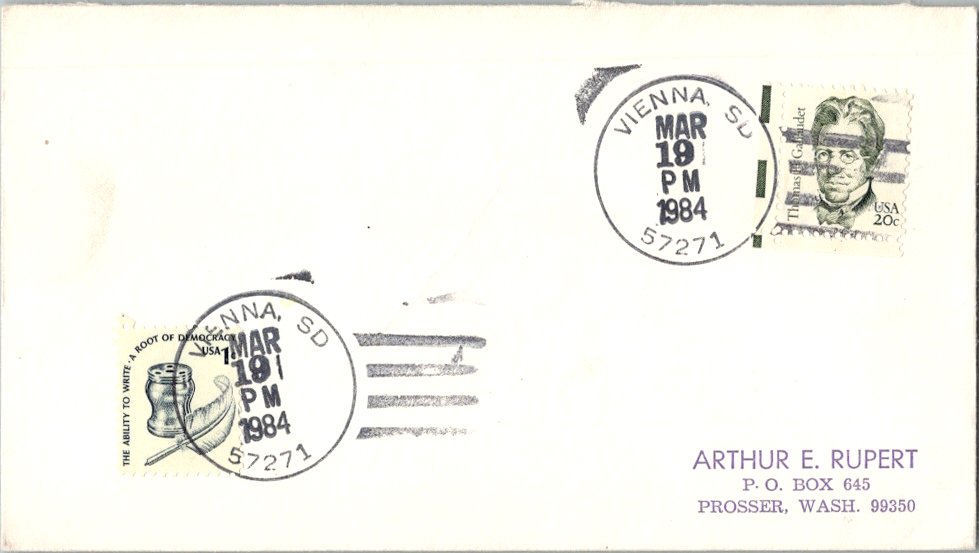 VIENNA, SD
MAR
19
PM
1984
57271
Thomas H. Gallaudet
USA
20c
THE ABILITY TO WRITE · A ROOT OF DEMOCRACY
USA 1
VIENNA, SD
MAR
19
PM
1984
57271
ARTHUR E. RUPERT
P. O. BOX 645
PROSSER, WASH. 99350